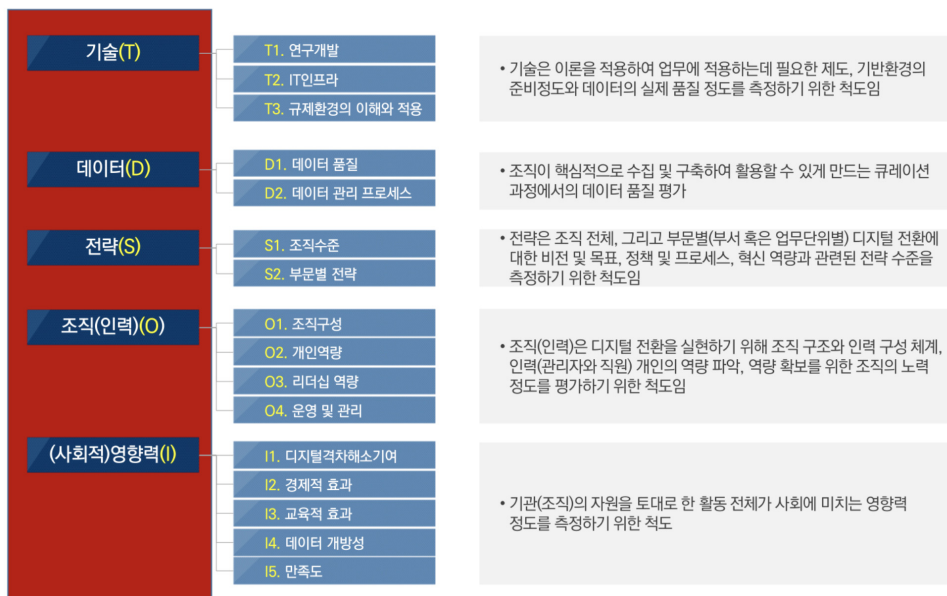 기술(T)
T1. 연구개발
T2. IT인프라
T3. 규제환경의 이해와 적용
• 기술은 이론을 적용하여 업무에 적용하는데 필요한 제도, 기반환경의
준비정도와 데이터의 실제 품질 정도를 측정하기 위한 척도임
데이터(D)
D1. 데이터 품질
D2. 데이터 관리 프로세스
• 조직이 핵심적으로 수집 및 구축하여 활용할 수 있게 만드는 큐레이션
과정에서의 데이터 품질 평가
전략(S)
S1. 조직수준
S2. 부문별 전략
• 전략은 조직 전체, 그리고 부문별(부서 혹은 업무단위별) 디지털 전환에
대한 비전 및 목표, 정책 및 프로세스, 혁신 역량과 관련된 전략 수준을
측정하기 위한 척도임
조직(인력)(O)
O1. 조직구성
O2. 개인역량
O3. 리더십 역량
O4. 운영 및 관리
• 조직(인력)은 디지털 전환을 실현하기 위해 조직 구조와 인력 구성 체계,
인력(관리자와 직원) 개인의 역량 파악, 역량 확보를 위한 조직의 노력
정도를 평가하기 위한 척도임
(사회적)영향력(I)
I1. 디지털격차해소기여
I2. 경제적 효과
I3. 교육적 효과
I4. 데이터 개방성
I5. 만족도
• 기관(조직)의 자원을 토대로 한 활동 전체가 사회에 미치는 영향력
정도를 측정하기 위한 척도